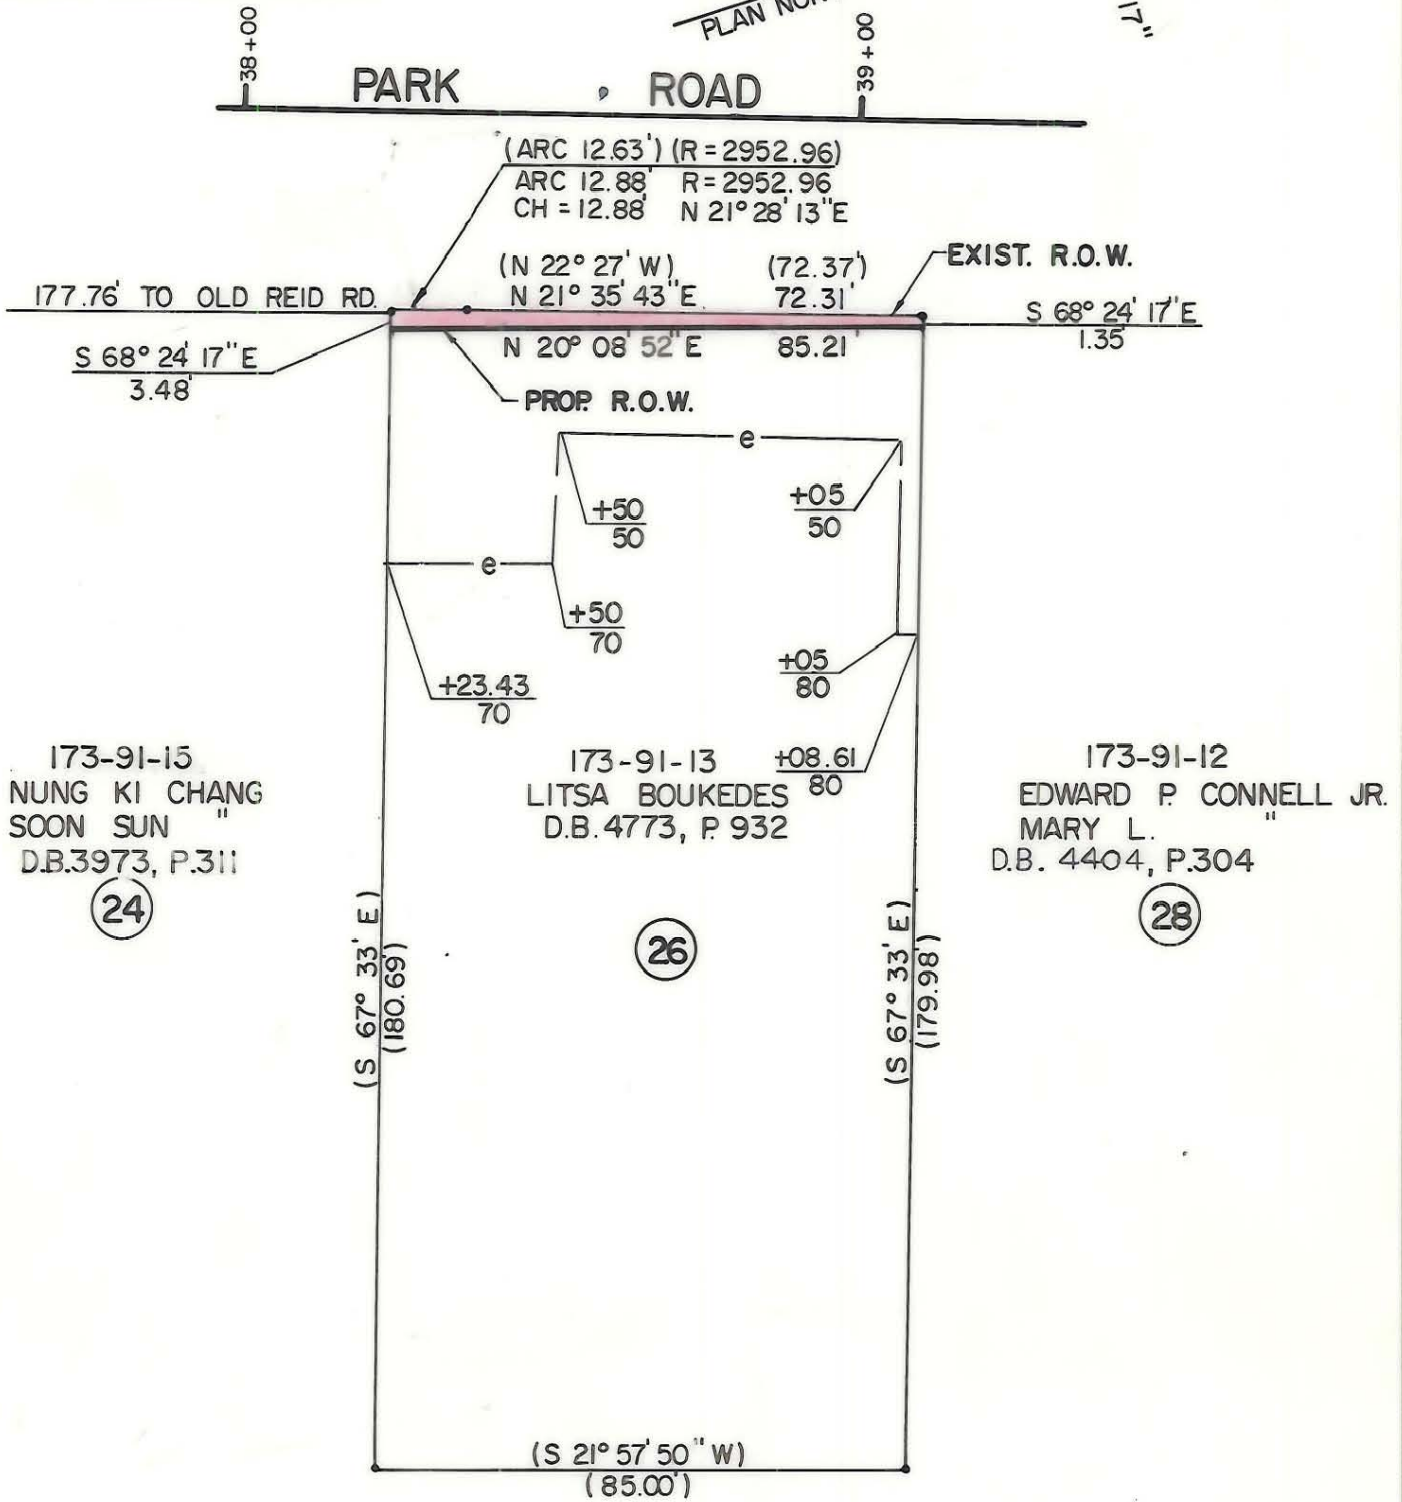 PLAN
17"
38+00
39+00
PARK ROAD
(ARC 12.63') (R=2952.96)
ARC 12.88' R=2952.96
CH=12.88' N 21° 28' 13"E
(N 22° 27' W) (72.37')
N 21° 35' 43"E 72.31'
EXIST. R.O.W.
177.76' TO OLD REID RD.
S 68° 24' 17"E
1.35'
N 20° 08' 52"E 85.21'
S 68° 24' 17"E
3.48'
PROP. R.O.W.
e
+50
50
+05
50
e
+50
70
+05
80
+23.43
70
+08.61
80
173-91-15
NUNG KI CHANG
SOON SUN "
D.B.3973, P.311
24
173-91-13
LITSA BOUKEDES
D.B. 4773, P. 932
26
173-91-12
EDWARD P. CONNELL JR.
MARY L. "
D.B. 4404, P.304
28
(S 67° 33' E)
(180.69')
(S 67° 33' E)
(179.98')
(S 21° 57' 50" W)
(85.00')